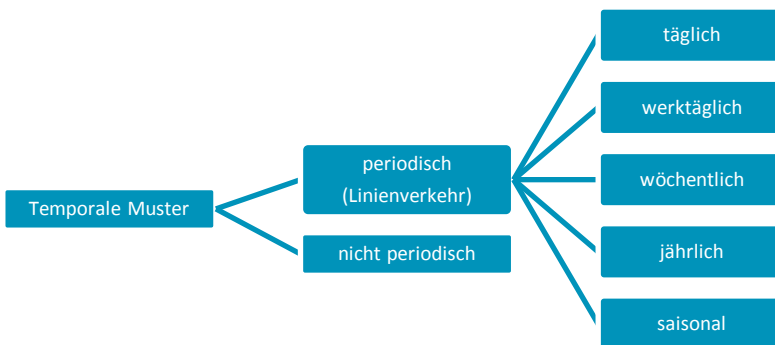 Temporale Muster
periodisch
(Linienverkehr)
nicht periodisch
täglich
werktäglich
wöchentlich
jährlich
saisonal